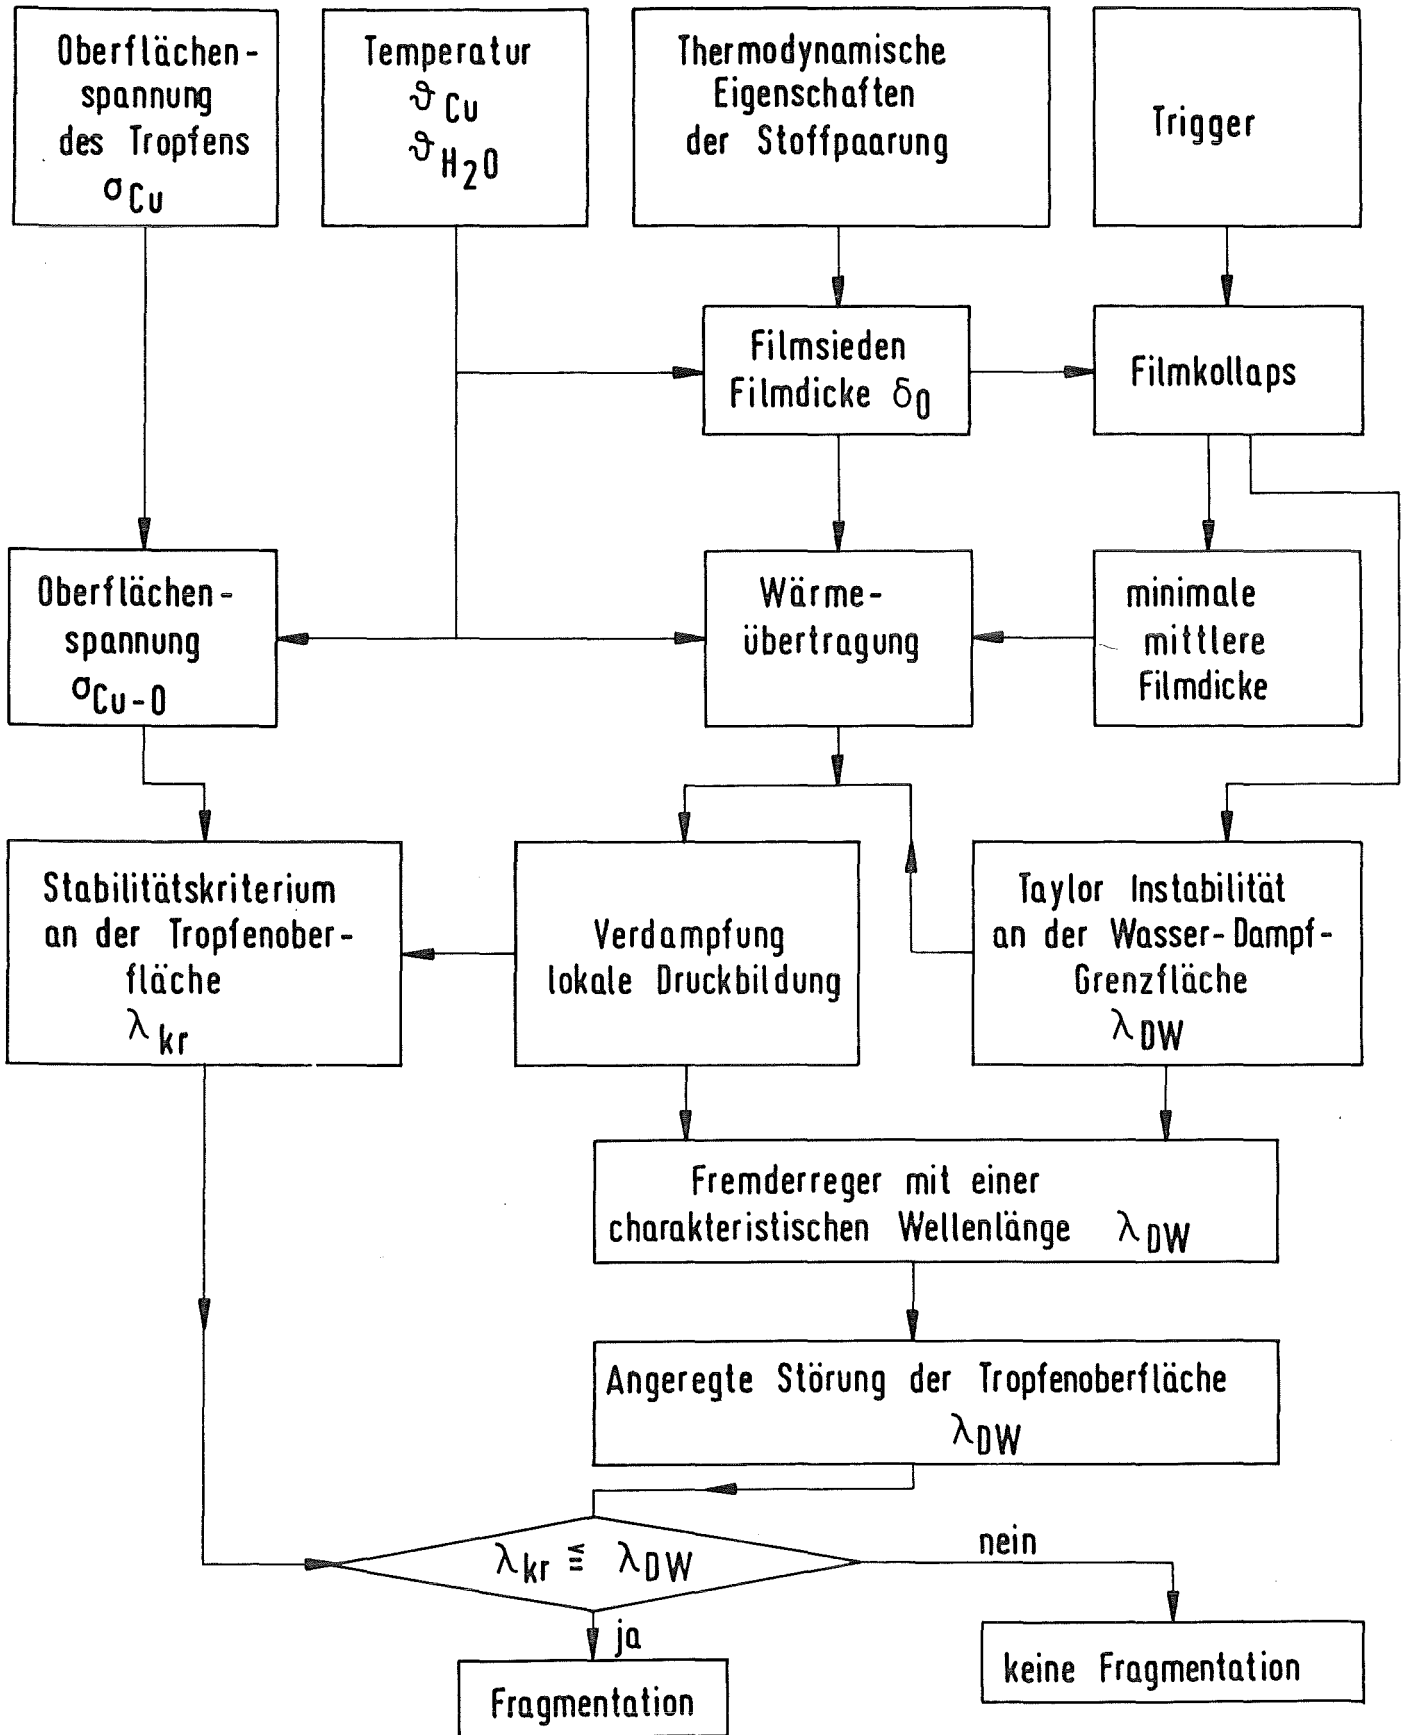 Oberflächen-
spannung
des Tropfens
σCu
Temperatur
ϑCu
ϑH2O
Thermodynamische
Eigenschaften
der Stoffpaarung
Trigger
Filmsieden
Filmdicke δ0
Filmkollaps
Oberflächen-
spannung
σCu-O
Wärme-
übertragung
minimale
mittlere
Filmdicke
Stabilitätskriterium
an der Tropfenober-
fläche
λkr
Verdampfung
lokale Druckbildung
Taylor Instabilität
an der Wasser-Dampf-
Grenzfläche
λDW
Fremderreger mit einer
charakteristischen Wellenlänge λDW
Angeregte Störung der Tropfenoberfläche
λDW
λkr ≦ λDW
nein
ja
keine Fragmentation
Fragmentation